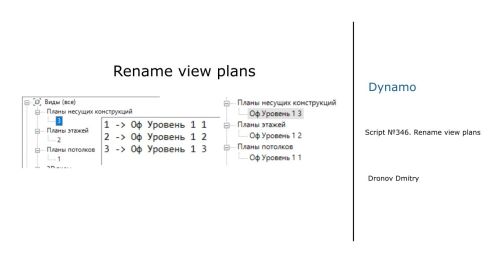 Rename view plans
Виды (все)
Планы несущих конструкций
3
Планы этажей
2
Планы потолков
1
1 -> Оф Уровень 1 1
2 -> Оф Уровень 1 2
3 -> Оф Уровень 1 3
Планы несущих конструкций
Оф Уровень 1 3
Планы этажей
Оф Уровень 1 2
Планы потолков
Оф Уровень 1 1
Dynamo
Script №346. Rename view plans
Dronov Dmitry